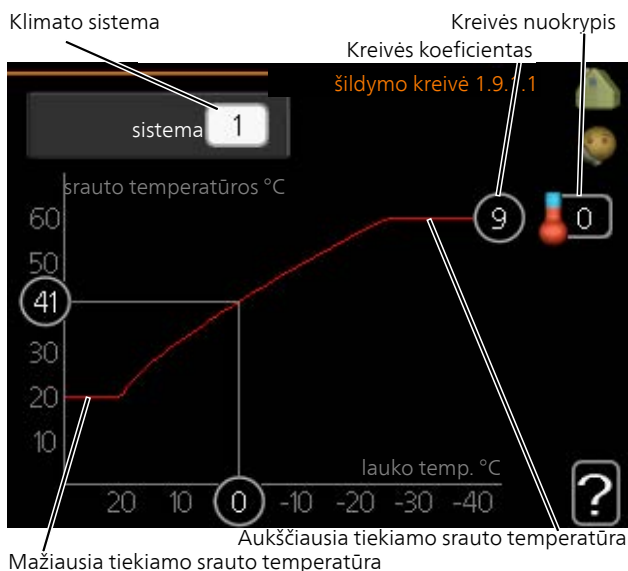 Klimato sistema
Kreivės nuokrypis
Kreivės koeficientas
šildymo kreivė 1.9.1.1
sistema 1
srauto temperatūros °C
60
50
41
30
20
10
9
0
lauko temp. °C
20 10 0 -10 -20 -30 -40
?
Aukščiausia tiekiamo srauto temperatūra
Mažiausia tiekiamo srauto temperatūra